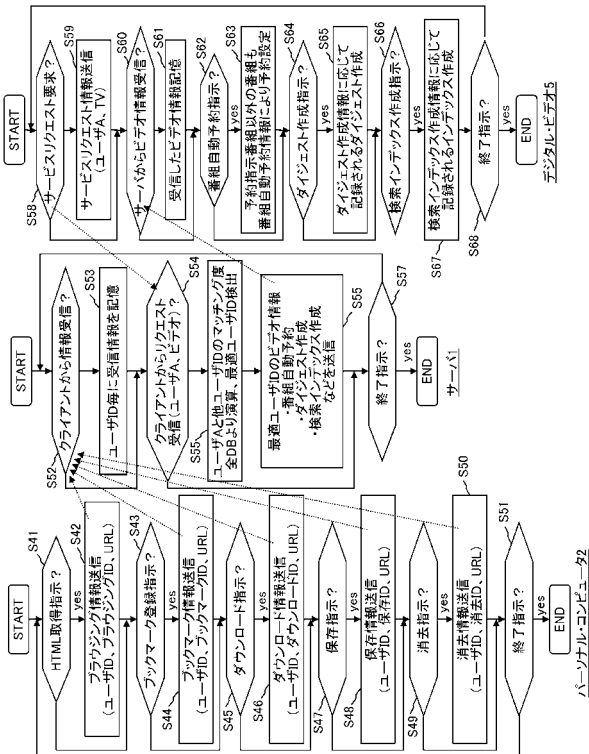 START
S41
HTML取得指示?
yes
S42
ブラウジング情報送信
(ユーザID、ブラウジングID、URL)
S43
ブックマーク登録指示?
yes
S44
ブックマーク情報送信
(ユーザID、ブックマークID、URL)
S45
ダウンロード指示?
yes
S46
ダウンロード情報送信
(ユーザID、ダウンロードID、URL)
S47
保存指示?
yes
S48
保存情報送信
(ユーザID、保存ID、URL)
S49
消去指示?
yes
S50
消去情報送信
(ユーザID、消去ID、URL)
S51
終了指示?
yes
END
パーソナル・コンピュータ2
START
S52
クライアントから情報受信?
S53
ユーザID毎に受信情報を記憶
S54
クライアントからリクエスト
受信(ユーザA、ビデオ)?
S55
ユーザAと他ユーザIDのマッチング度
全DBより演算、最適ユーザID検出
S55
最適ユーザIDのビデオ情報
・番組自動予約
・ダイジェスト作成
・検索インデックス作成
などを送信
S57
終了指示?
yes
END
サーバ1
START
S58
サービスリクエスト要求?
S59
サービスリクエスト情報送信
(ユーザA、TV)
S60
サーバからビデオ情報受信?
yes
S61
受信したビデオ情報記憶
S62
番組自動予約指示?
yes
S63
予約指示番組以外の番組も
番組自動予約情報により予約設定
S64
ダイジェスト作成指示?
yes
S65
ダイジェスト作成情報に応じて
記録されるダイジェスト作成
S66
検索インデックス作成指示?
yes
S67
検索インデックス作成情報に応じて
記録されるインデックス作成
S68
終了指示?
yes
END
デジタル・ビデオ5